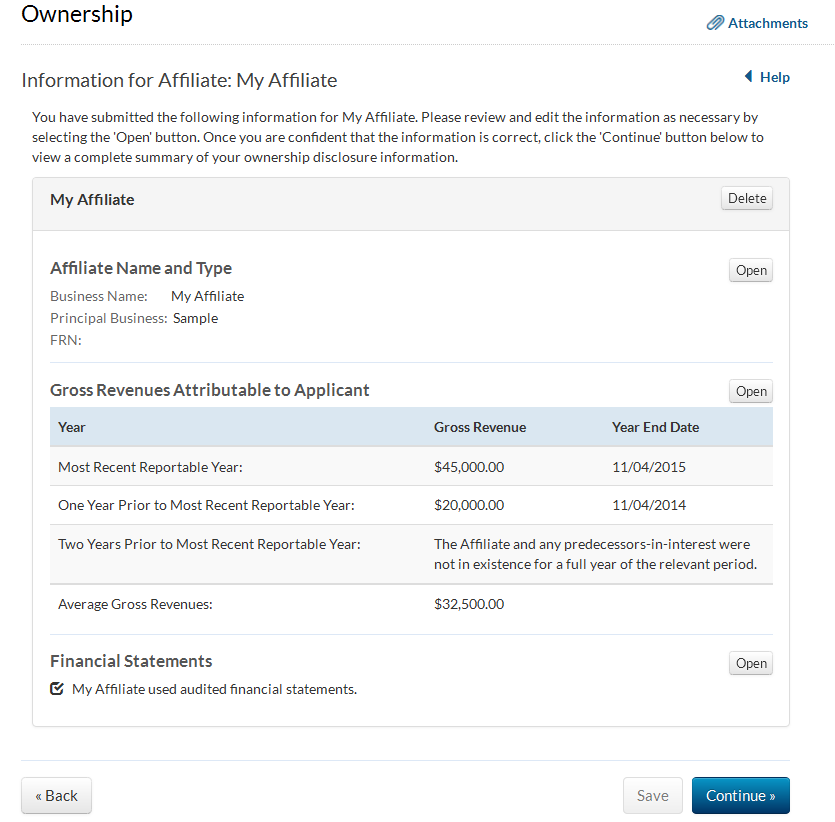 Ownership
Attachments
Information for Affiliate: My Affiliate
Help
You have submitted the following information for My Affiliate. Please review and edit the information as necessary by
selecting the 'Open' button. Once you are confident that the information is correct, click the 'Continue' button below to
view a complete summary of your ownership disclosure information.
My Affiliate
Delete
Affiliate Name and Type
Open
Business Name: My Affiliate
Principal Business: Sample
FRN:
Gross Revenues Attributable to Applicant
Open
Year Gross Revenue Year End Date
Most Recent Reportable Year: $45,000.00 11/04/2015
One Year Prior to Most Recent Reportable Year: $20,000.00 11/04/2014
Two Years Prior to Most Recent Reportable Year: The Affiliate and any predecessors-in-interest were
not in existence for a full year of the relevant period.
Average Gross Revenues: $32,500.00
Financial Statements
Open
My Affiliate used audited financial statements.
« Back
Save
Continue »